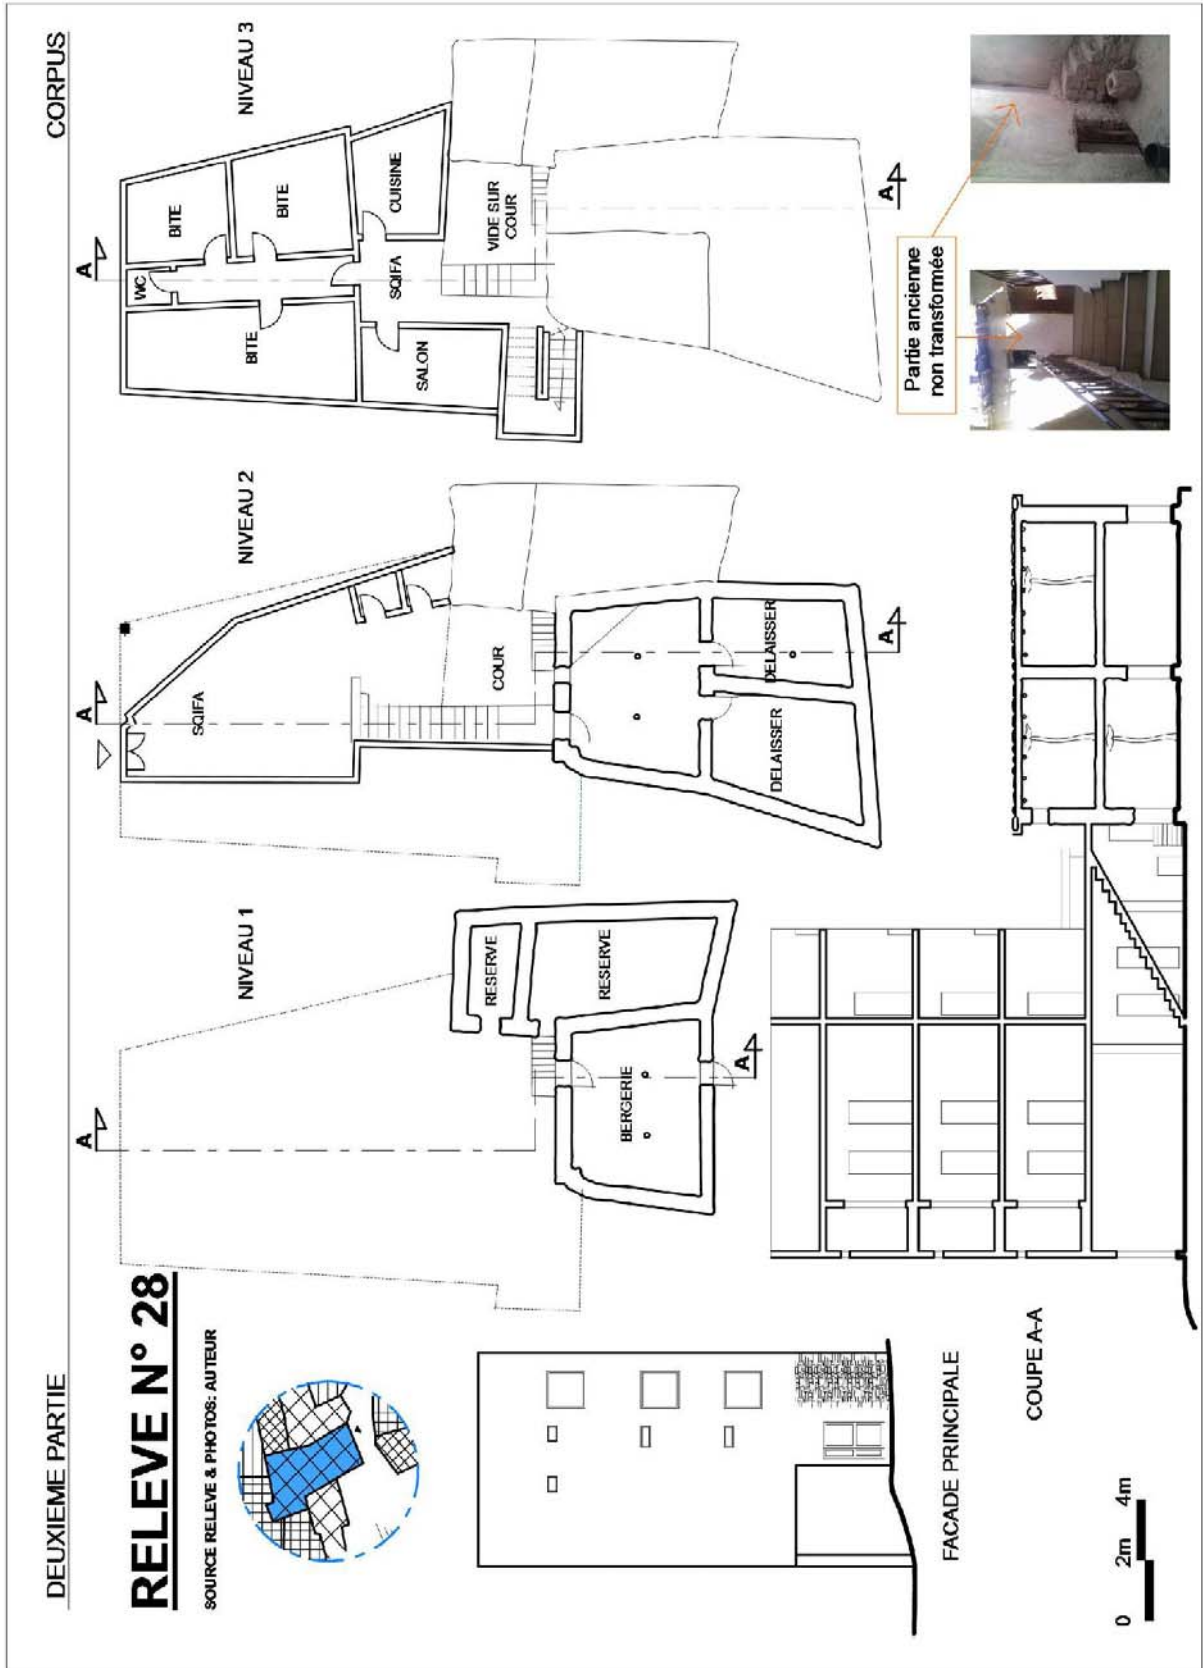 DEUXIEME PARTIE
CORPUS
RELEVE N° 28
SOURCE RELEVE & PHOTOS: AUTEUR
NIVEAU 1
A
RESERVE
RESERVE
BERGERIE
A
NIVEAU 2
A
SQIFA
COUR
DELAISSER
DELAISSER
A
NIVEAU 3
A
WC
BITE
BITE
BITE
SQIFA
CUISINE
SALON
VIDE SUR
COUR
A
Partie ancienne
non transformée
FACADE PRINCIPALE
COUPE A-A
0 2m 4m